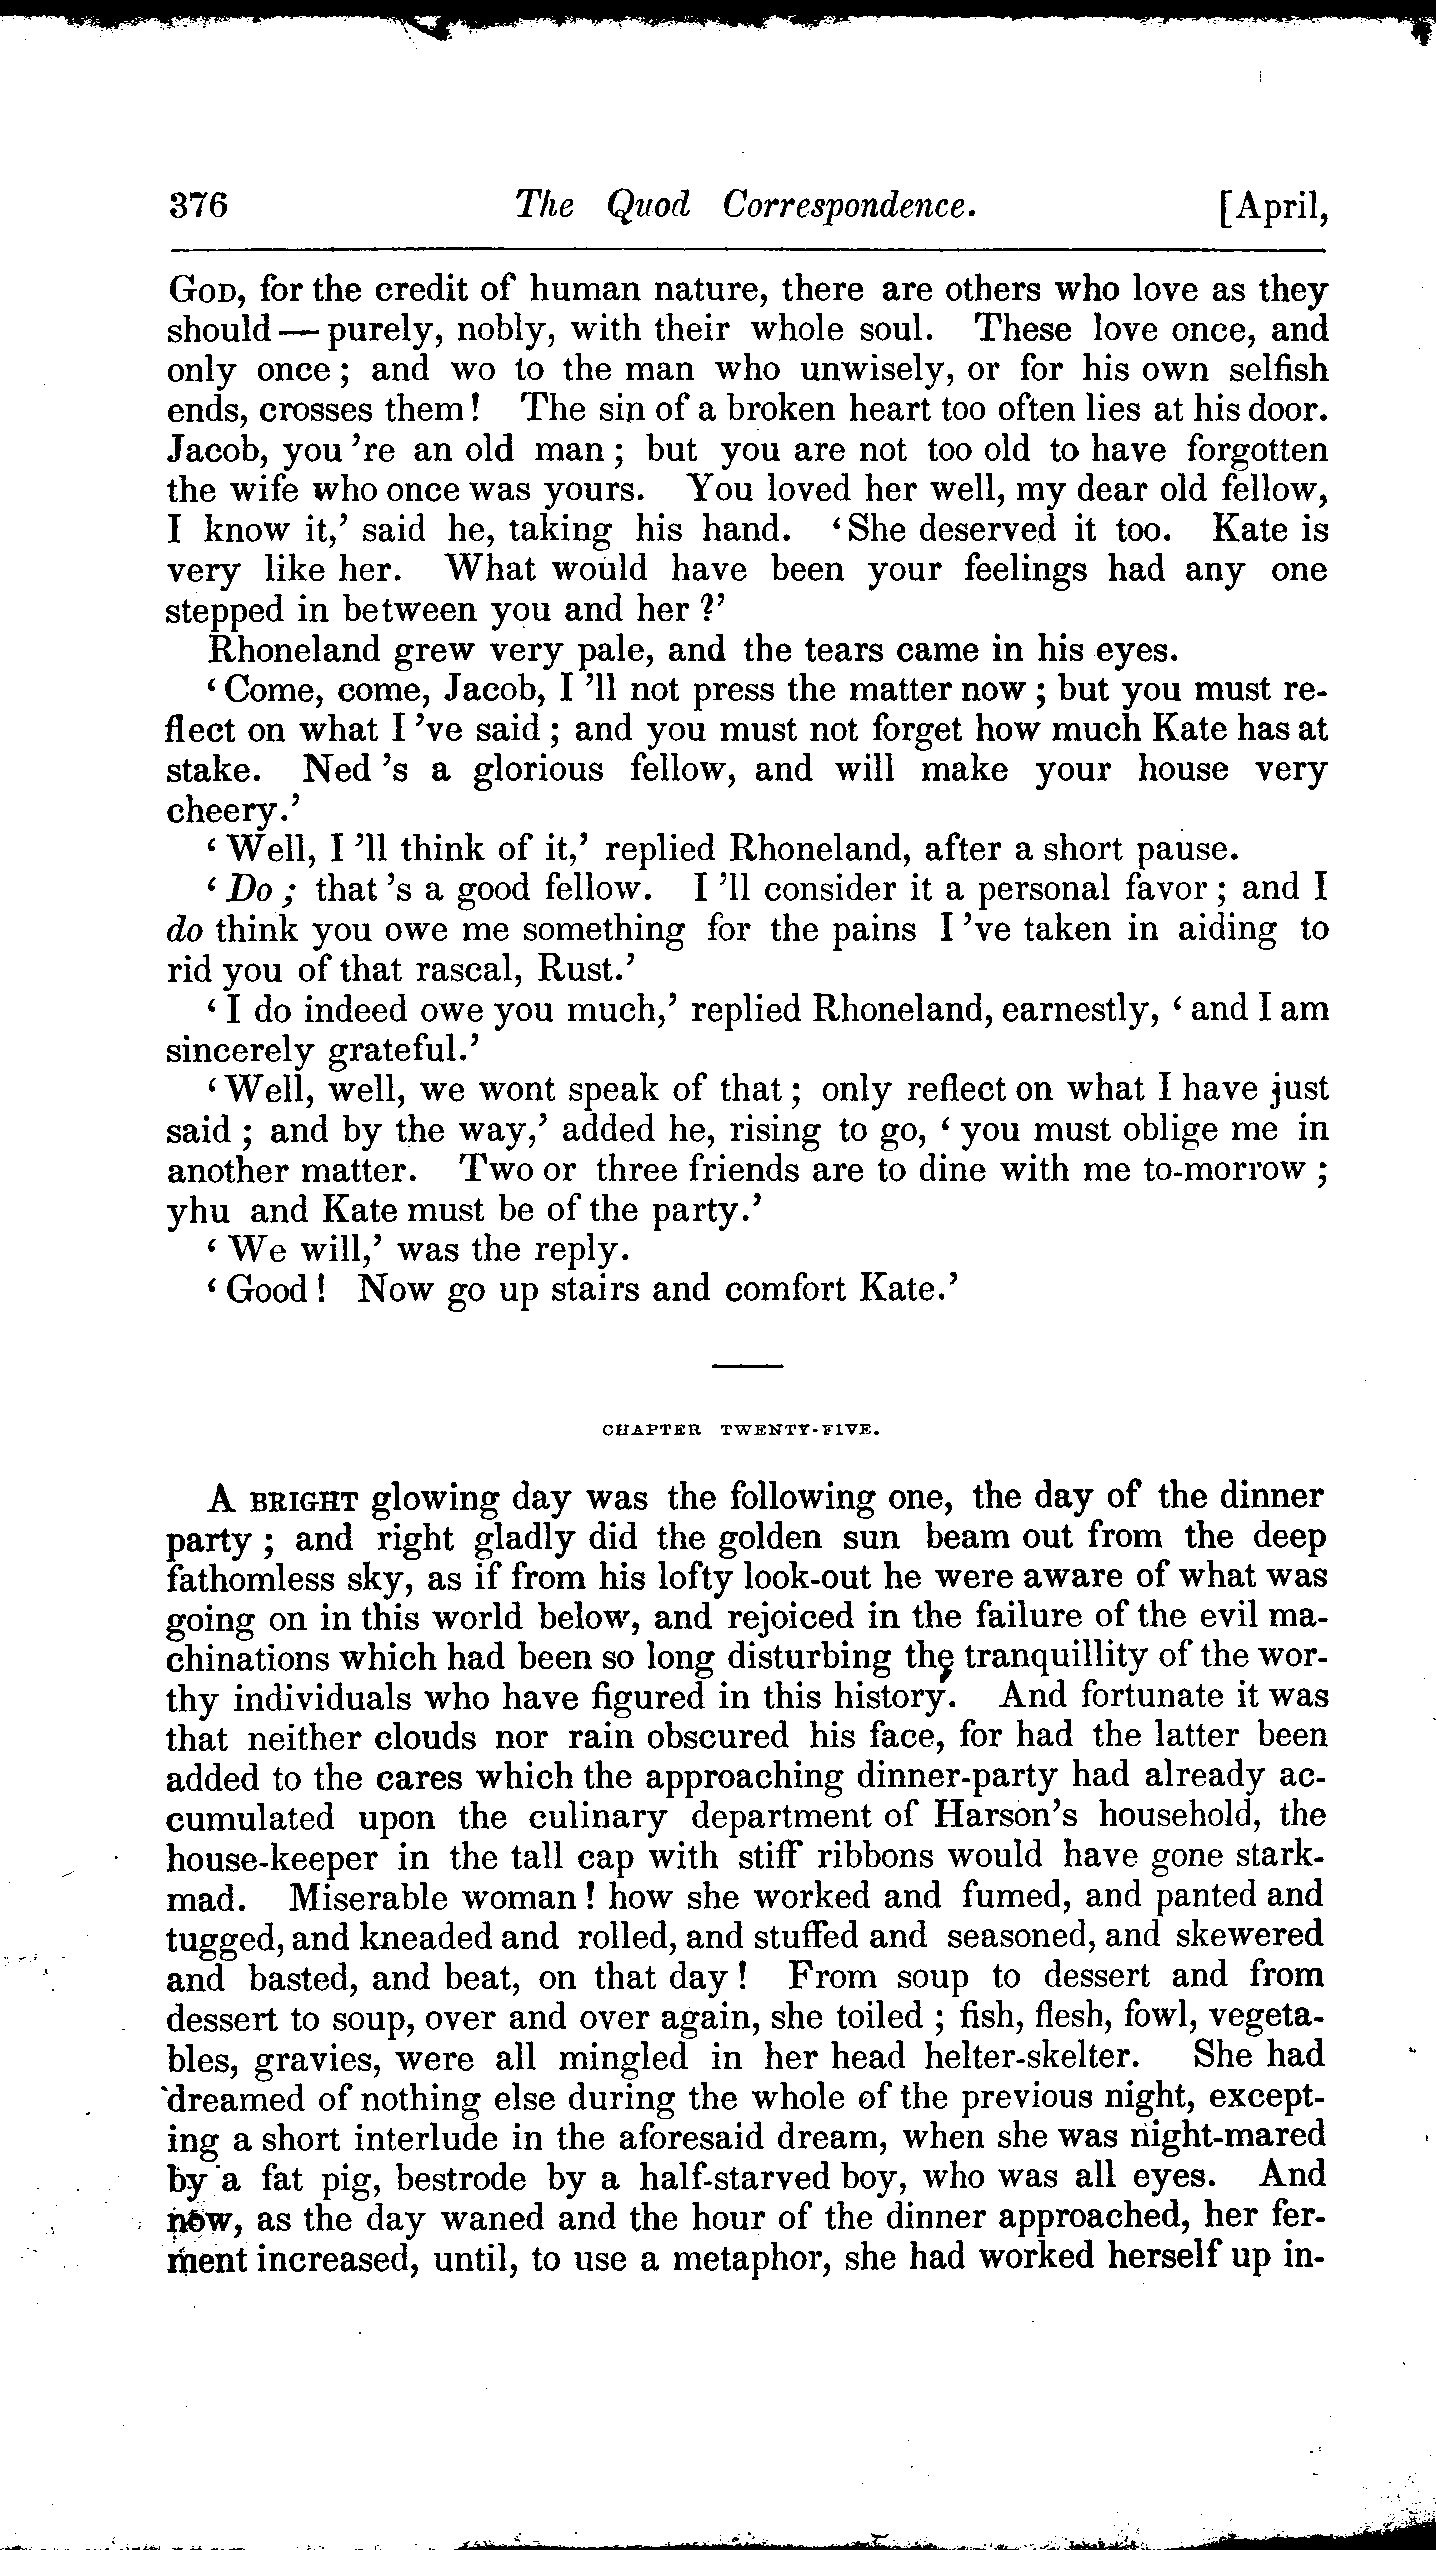 376 The Quod Correspondence. [April,
GOD, for the credit of human nature, there are others who love as they
should — purely, nobly, with their whole soul. These love once, and
only once ; and wo to the man who unwisely, or for his own selfish
ends, crosses them! The sin of a broken heart too often lies at his door.
Jacob, you 're an old man ; but you are not too old to have forgotten
the wife who once was yours. You loved her well, my dear old fellow,
I know it,' said he, taking his hand. 'She deserved it too. Kate is
very like her. What would have been your feelings had any one
stepped in between you and her ?'
Rhoneland grew very pale, and the tears came in his eyes.
'Come, come, Jacob, I 'll not press the matter now ; but you must re-
flect on what I 've said ; and you must not forget how much Kate has at
stake. Ned 's a glorious fellow, and will make your house very
cheery.'
'Well, I 'll think of it,' replied Rhoneland, after a short pause.
'Do ; that 's a good fellow. I 'll consider it a personal favor ; and I
do think you owe me something for the pains I 've taken in aiding to
rid you of that rascal, Rust.'
'I do indeed owe you much,' replied Rhoneland, earnestly, 'and I am
sincerely grateful.'
'Well, well, we wont speak of that ; only reflect on what I have just
said ; and by the way,' added he, rising to go, 'you must oblige me in
another matter. Two or three friends are to dine with me to-morrow ;
yhu and Kate must be of the party.'
'We will,' was the reply.
'Good ! Now go up stairs and comfort Kate.'
CHAPTER TWENTY-FIVE.
A BRIGHT glowing day was the following one, the day of the dinner
party ; and right gladly did the golden sun beam out from the deep
fathomless sky, as if from his lofty look-out he were aware of what was
going on in this world below, and rejoiced in the failure of the evil ma-
chinations which had been so long disturbing the tranquillity of the wor-
thy individuals who have figured in this history. And fortunate it was
that neither clouds nor rain obscured his face, for had the latter been
added to the cares which the approaching dinner-party had already ac-
cumulated upon the culinary department of Harson's household, the
house-keeper in the tall cap with stiff ribbons would have gone stark-
mad. Miserable woman ! how she worked and fumed, and panted and
tugged, and kneaded and rolled, and stuffed and seasoned, and skewered
and basted, and beat, on that day ! From soup to dessert and from
dessert to soup, over and over again, she toiled ; fish, flesh, fowl, vegeta-
bles, gravies, were all mingled in her head helter-skelter. She had
dreamed of nothing else during the whole of the previous night, except-
ing a short interlude in the aforesaid dream, when she was night-mared
by a fat pig, bestrode by a half-starved boy, who was all eyes. And
now, as the day waned and the hour of the dinner approached, her fer-
ment increased, until, to use a metaphor, she had worked herself up in-